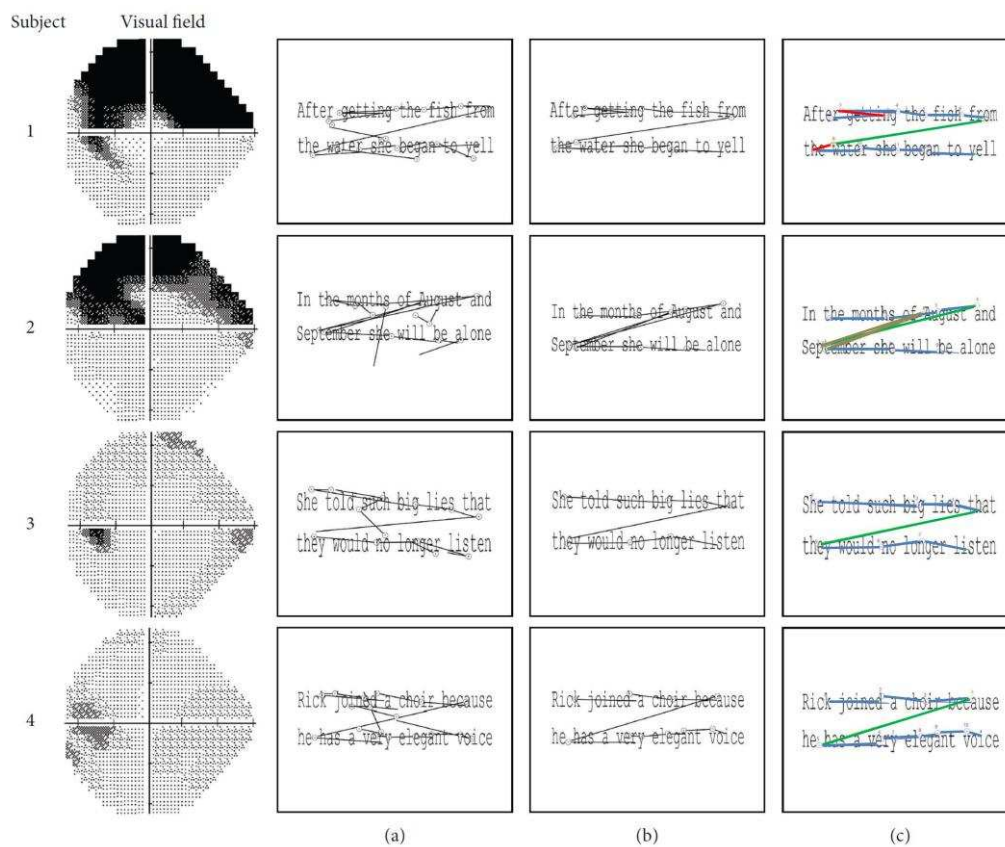 Subject Visual field
1
After getting the fish from
the water she began to yell
After getting the fish from
the water she began to yell
After getting the fish from
the water she began to yell
2
In the months of August and
September she will be alone
In the months of August and
September she will be alone
In the months of August and
September she will be alone
3
She told such big lies that
they would no longer listen
She told such big lies that
they would no longer listen
She told such big lies that
they would no longer listen
4
Rick joined a choir because
he has a very elegant voice
Rick joined a choir because
he has a very elegant voice
Rick joined a choir because
he has a very elegant voice
(a) (b) (c)